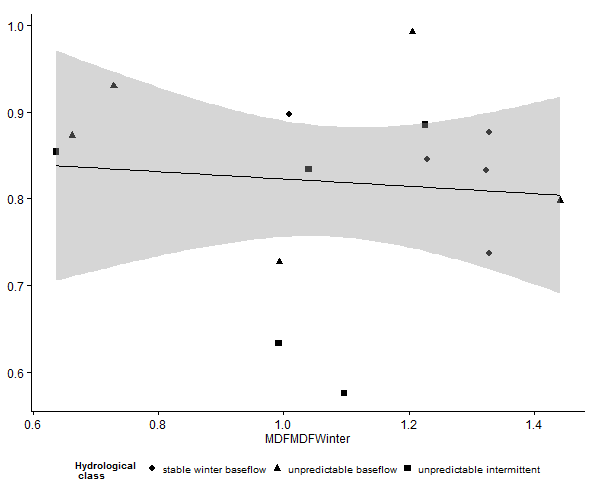 1.0
0.9
0.8
0.7
0.6
0.6 0.8 1.0 1.2 1.4
MDFMDFWinter
Hydrological
class
stable winter baseflow unpredictable baseflow unpredictable intermittent